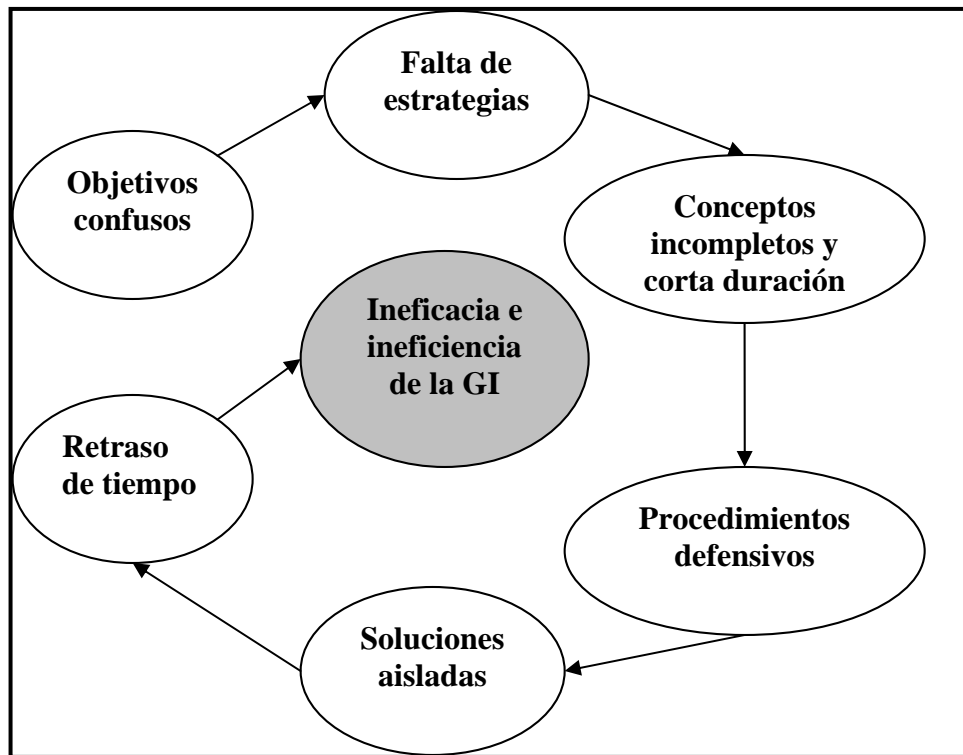 Falta de
estrategias
Objetivos
confusos
Conceptos
incompletos y
corta duración
Ineficacia e
ineficiencia
de la GI
Retraso
de tiempo
Procedimientos
defensivos
Soluciones
aisladas